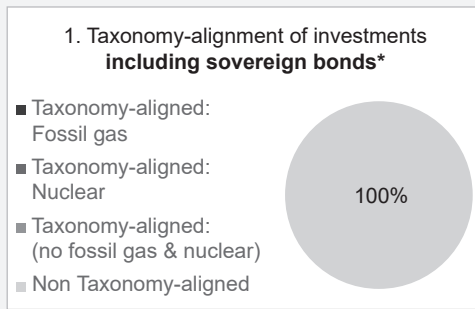 1. Taxonomy-alignment of investments
including sovereign bonds*
Taxonomy-aligned:
Fossil gas
Taxonomy-aligned:
Nuclear
Taxonomy-aligned:
(no fossil gas & nuclear)
Non Taxonomy-aligned
100%